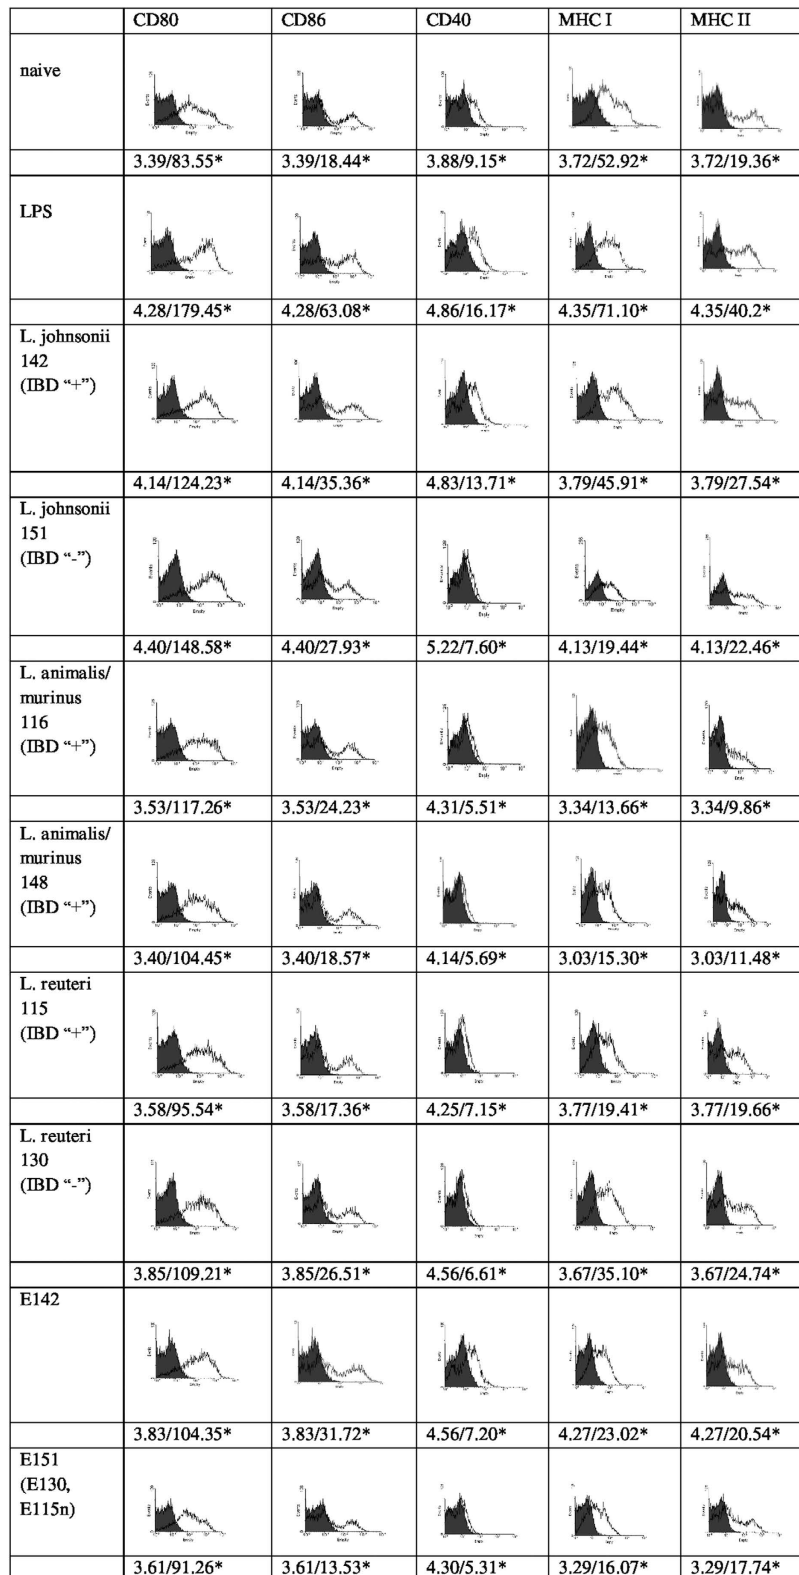 CD80 CD86 CD40 MHC I MHC II
naive
3.39/83.55* 3.39/18.44* 3.88/9.15* 3.72/52.92* 3.72/19.36*
LPS
4.28/179.45* 4.28/63.08* 4.86/16.17* 4.35/71.10* 4.35/40.2*
L. johnsonii
142
(IBD “+”)
4.14/124.23* 4.14/35.36* 4.83/13.71* 3.79/45.91* 3.79/27.54*
L. johnsonii
151
(IBD “-”)
4.40/148.58* 4.40/27.93* 5.22/7.60* 4.13/19.44* 4.13/22.46*
L. animalis/
murinus
116
(IBD “+”)
3.53/117.26* 3.53/24.23* 4.31/5.51* 3.34/13.66* 3.34/9.86*
L. animalis/
murinus
148
(IBD “+”)
3.40/104.45* 3.40/18.57* 4.14/5.69* 3.03/15.30* 3.03/11.48*
L. reuteri
115
(IBD “+”)
3.58/95.54* 3.58/17.36* 4.25/7.15* 3.77/19.41* 3.77/19.66*
L. reuteri
130
(IBD “-”)
3.85/109.21* 3.85/26.51* 4.56/6.61* 3.67/35.10* 3.67/24.74*
E142
3.83/104.35* 3.83/31.72* 4.56/7.20* 4.27/23.02* 4.27/20.54*
E151
(E130,
E115n)
3.61/91.26* 3.61/13.53* 4.30/5.31* 3.29/16.07* 3.29/17.74*